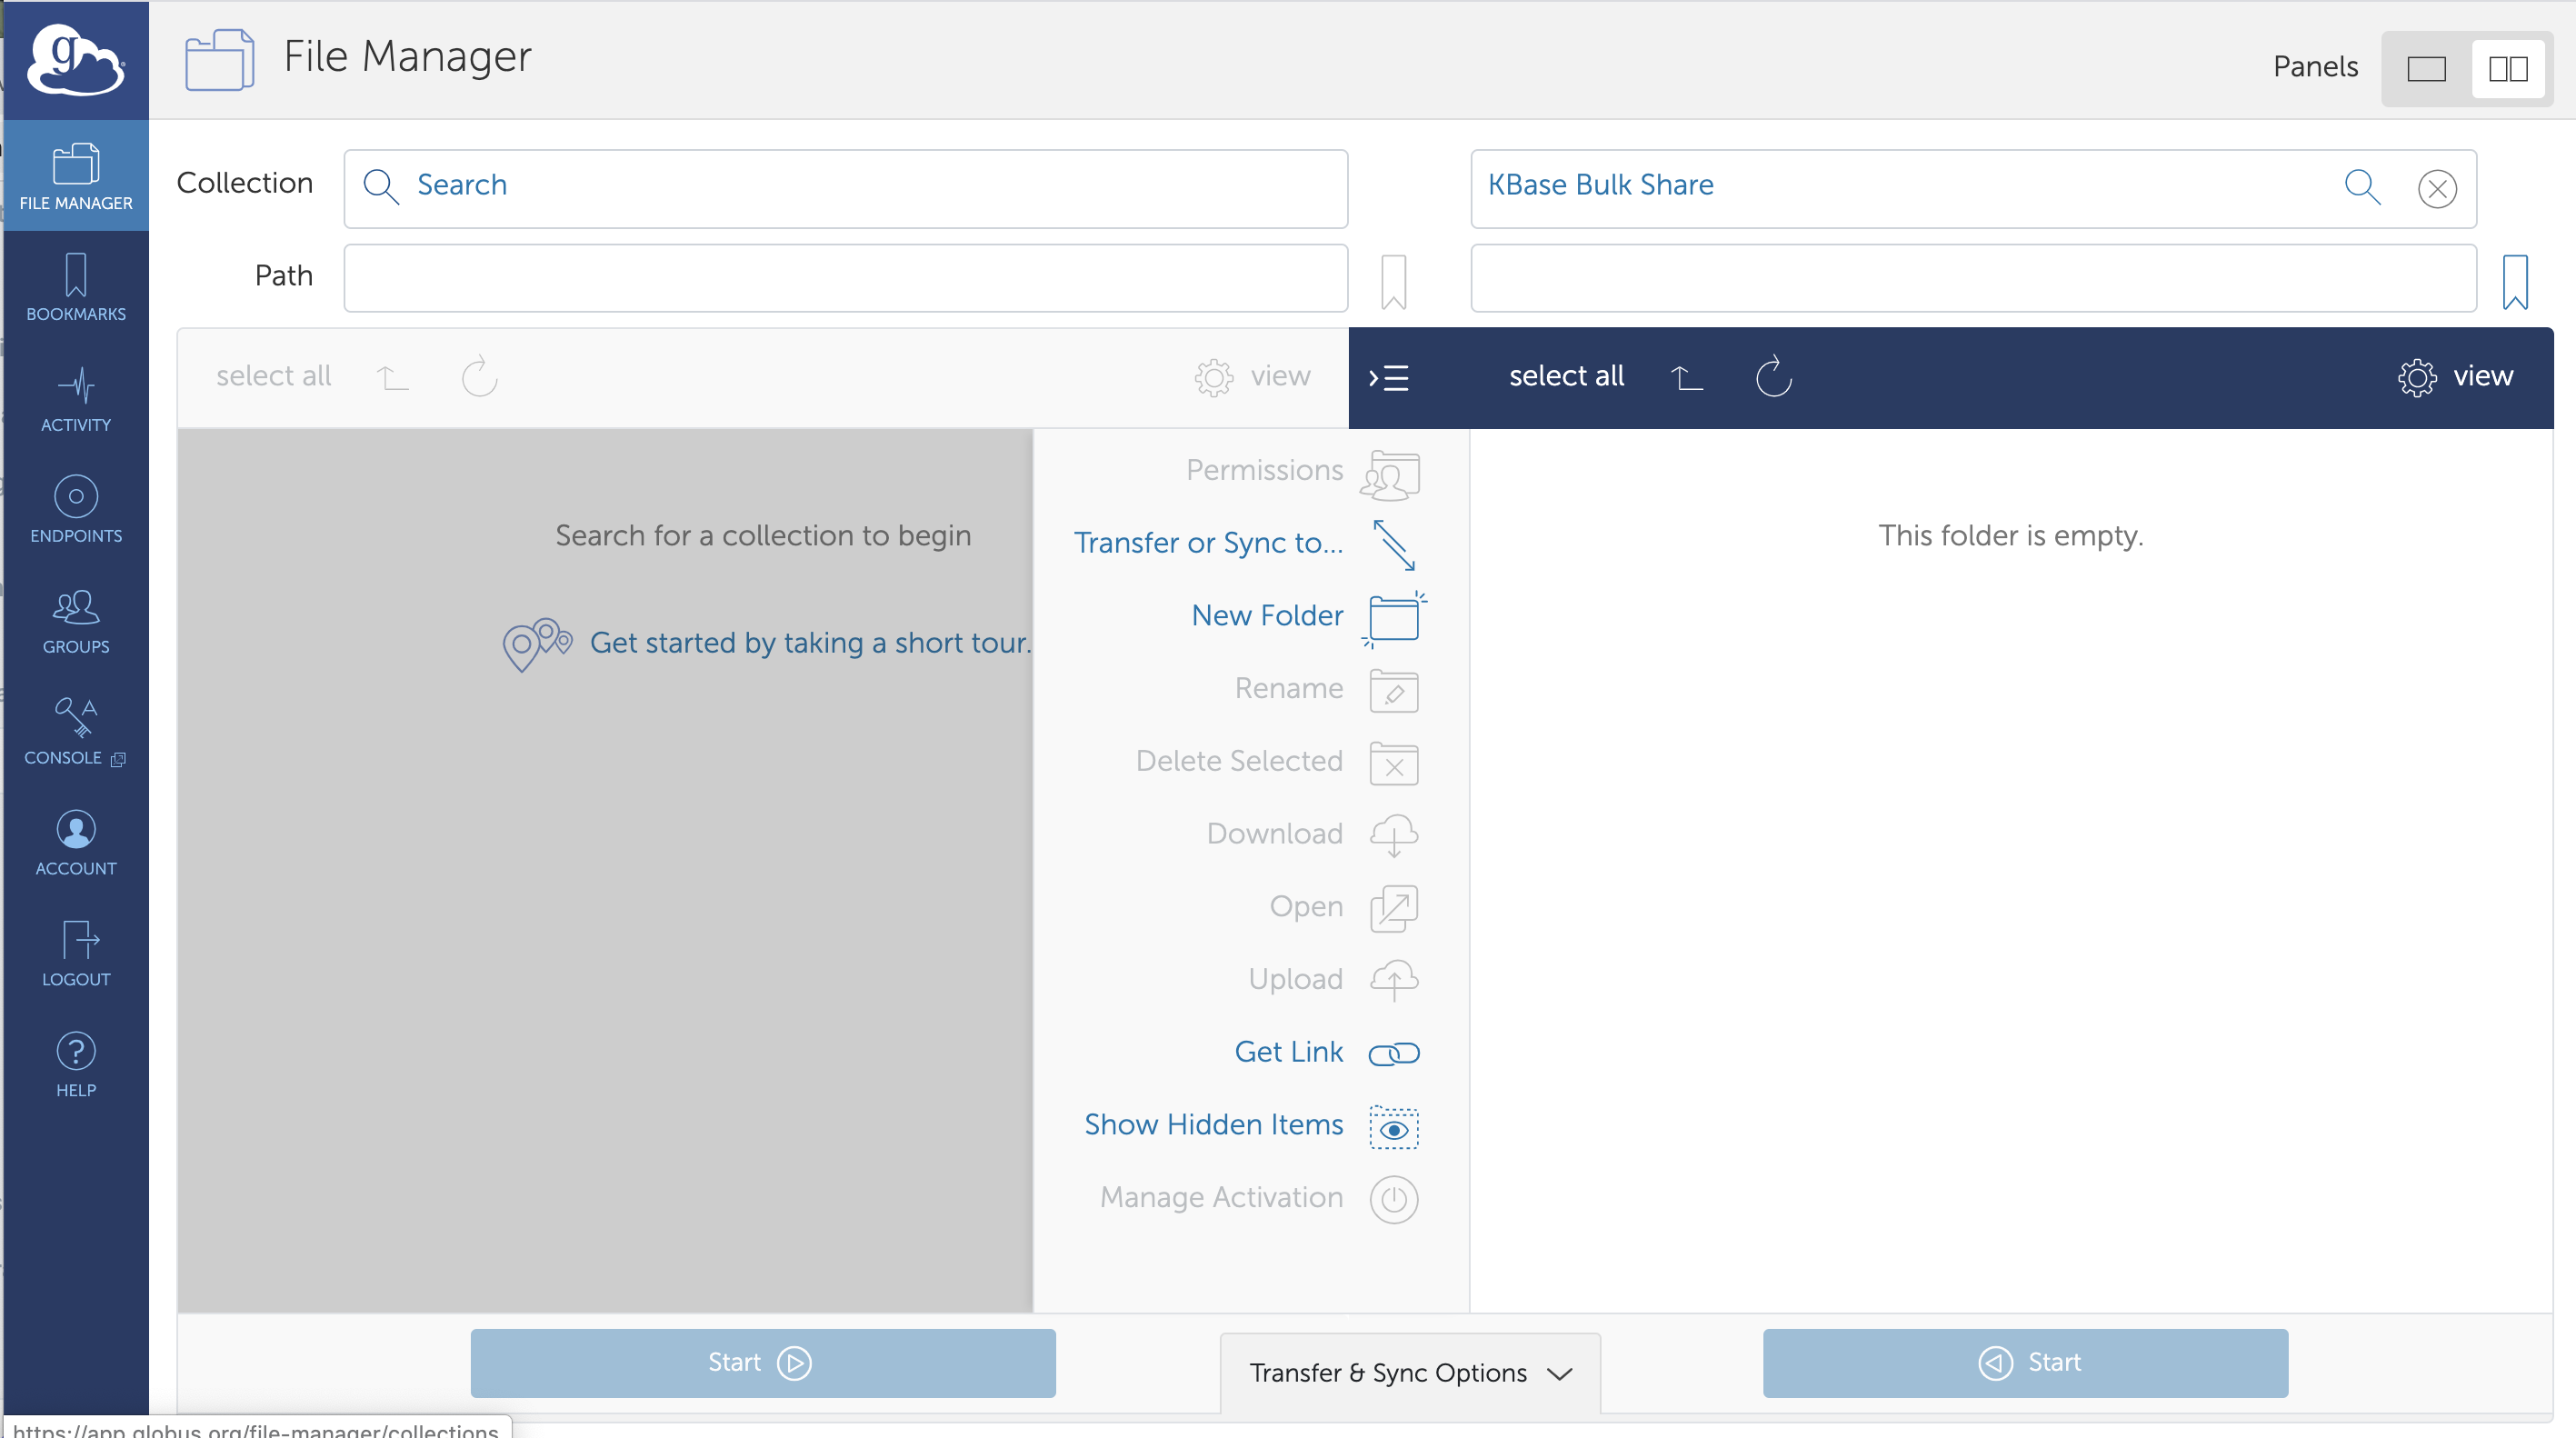 g
File Manager
Panels
FILE MANAGER
BOOKMARKS
ACTIVITY
ENDPOINTS
GROUPS
A
CONSOLE
ACCOUNT
LOGOUT
?
HELP
Collection
Search
KBase Bulk Share
Path
select all
view
select all
view
Search for a collection to begin
Get started by taking a short tour.
Permissions
Transfer or Sync to...
New Folder
Rename
Delete Selected
Download
Open
Upload
Get Link
Show Hidden Items
Manage Activation
This folder is empty.
Start
Transfer & Sync Options
Start
https://app.globus.org/file-manager/collections